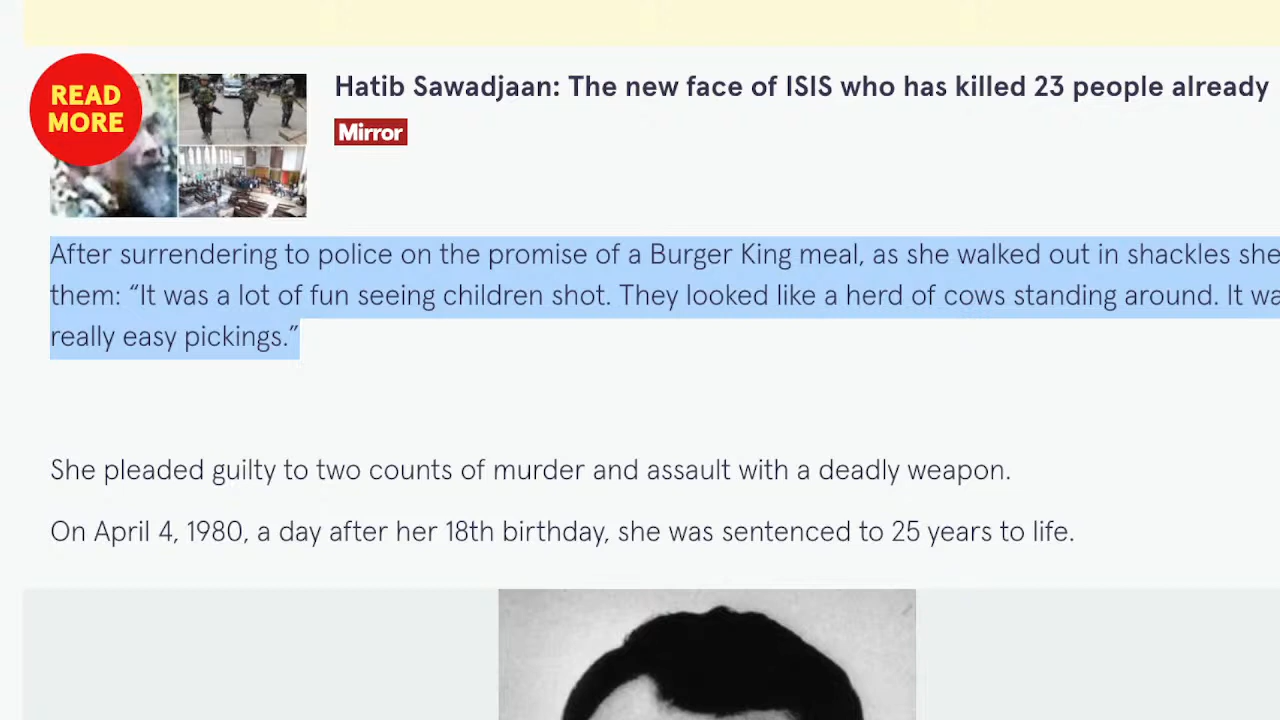 READ
MORE
Hatib Sawadjaan: The new face of ISIS who has killed 23 people already
Mirror
After surrendering to police on the promise of a Burger King meal, as she walked out in shackles she
them: “It was a lot of fun seeing children shot. They looked like a herd of cows standing around. It wa
really easy pickings.”
She pleaded guilty to two counts of murder and assault with a deadly weapon.
On April 4, 1980, a day after her 18th birthday, she was sentenced to 25 years to life.